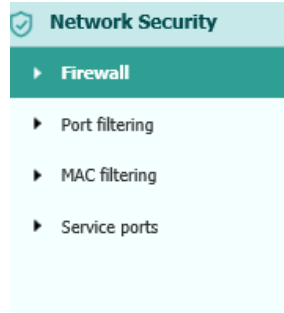 Network Security
Firewall
Port filtering
MAC filtering
Service ports